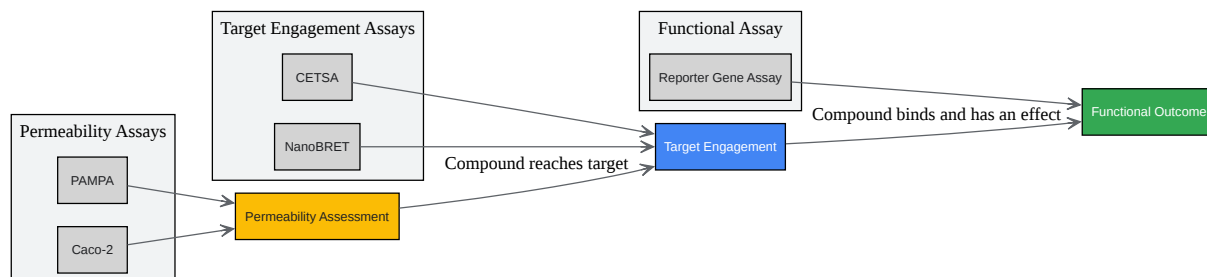 Target Engagement Assays
CETSA
NanoBRET
Functional Assay
Reporter Gene Assay
Permeability Assays
PAMPA
Caco-2
Permeability Assessment
Compound reaches target
Target Engagement
Compound binds and has an effect
Functional Outcome